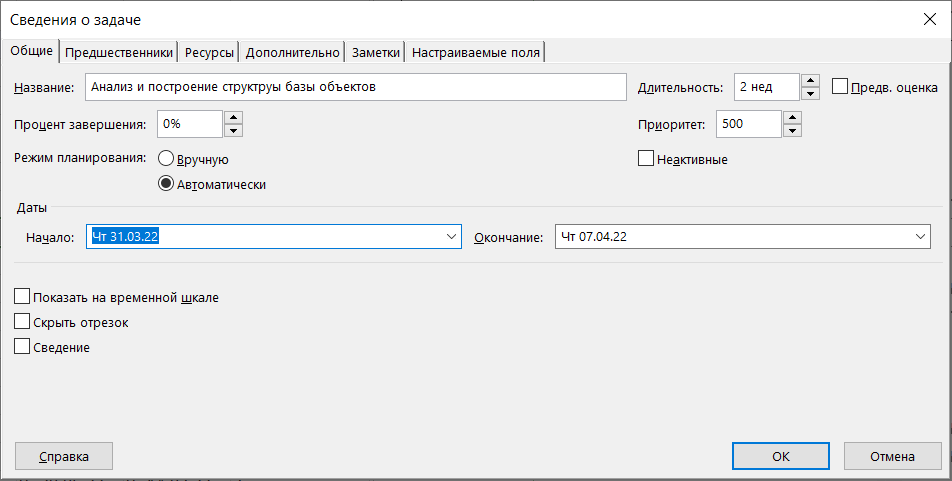 Сведения о задаче
Общие Предшественники Ресурсы Дополнительно Заметки Настраиваемые поля
Название: Анализ и построение структруы базы объектов Длительность: 2 нед Предв. оценка
Процент завершения: 0% Приоритет: 500
Режим планирования: Вручную Неактивные
Автоматически
Даты
Начало: Чт 31.03.22 Окончание: Чт 07.04.22
Показать на временной шкале
Скрыть отрезок
Сведение
Справка ОК Отмена